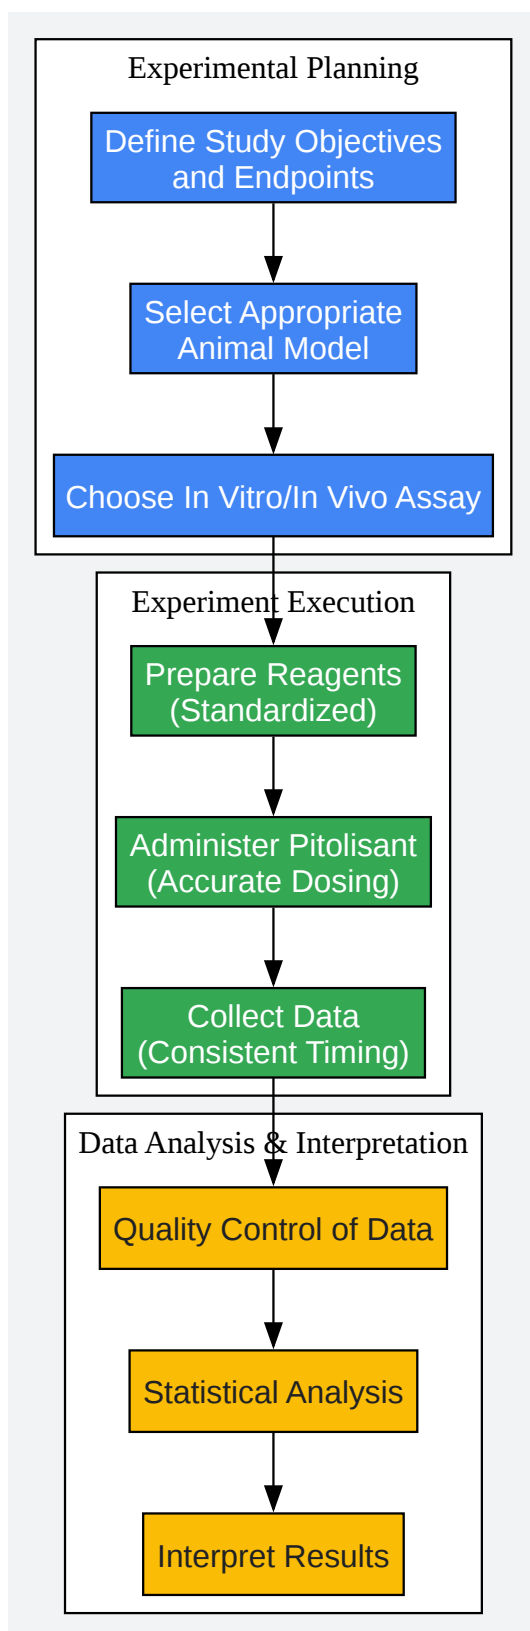 Experimental Planning
Define Study Objectives
and Endpoints
Select Appropriate
Animal Model
Choose In Vitro/In Vivo Assay
Experiment Execution
Prepare Reagents
(Standardized)
Administer Pitolisant
(Accurate Dosing)
Collect Data
(Consistent Timing)
Data Analysis & Interpretation
Quality Control of Data
Statistical Analysis
Interpret Results